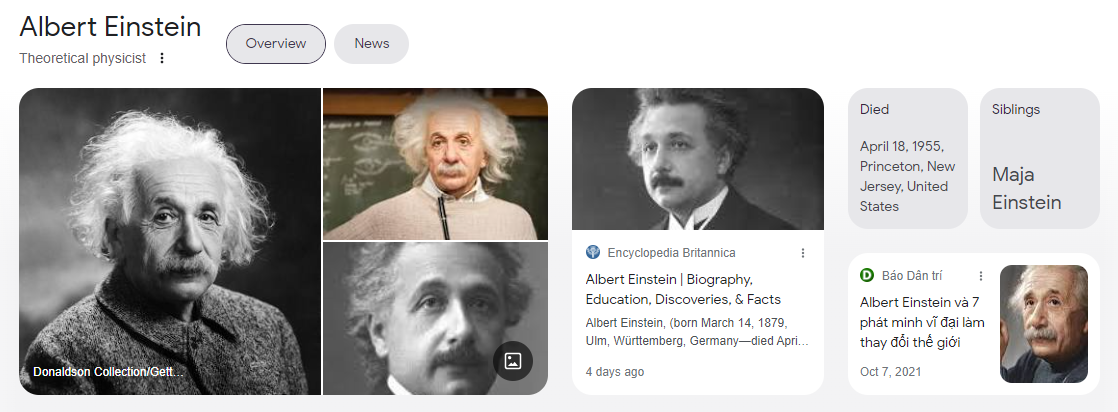 Albert Einstein
Theoretical physicist
Overview
News
Donaldson Collection/Gett...
Encyclopedia Britannica
Albert Einstein | Biography,
Education, Discoveries, & Facts
Albert Einstein, (born March 14, 1879,
Ulm, Württemberg, Germany—died Apri...
4 days ago
Died
April 18, 1955,
Princeton, New
Jersey, United
States
Siblings
Maja
Einstein
Báo Dân trí
Albert Einstein và 7
phát minh vĩ đại làm
thay đổi thế giới
Oct 7, 2021